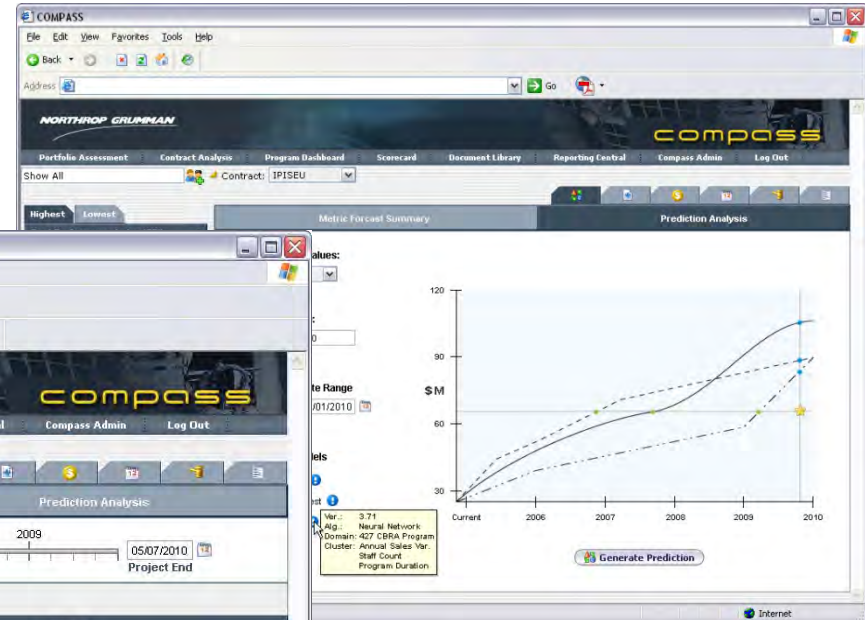 COMPASS
File Edit View Favorites Tools Help
Back
Address
Go
NORTHROP GRUMMAN
compass
Portfolio Assessment Contract Analysis Program Dashboard Scorecard Document Library Reporting Central Compass Admin Log Out
Show All
Contract: IPISEU
Highest Lowest
Metric Forcast Summary
Prediction Analysis
alues:
:
0
te Range
/01/2010
dels
est
Ver.: 3.71
Alg.: Neural Network
Domain: 427 CBRA Program
Cluster: Annual Sales Var.
Staff Count
Program Duration
120
90
$M
60
30
Current 2006 2007 2008 2009 2010
Generate Prediction
Internet
compass
l Compass Admin Log Out
Prediction Analysis
2009
05/07/2010
Project End